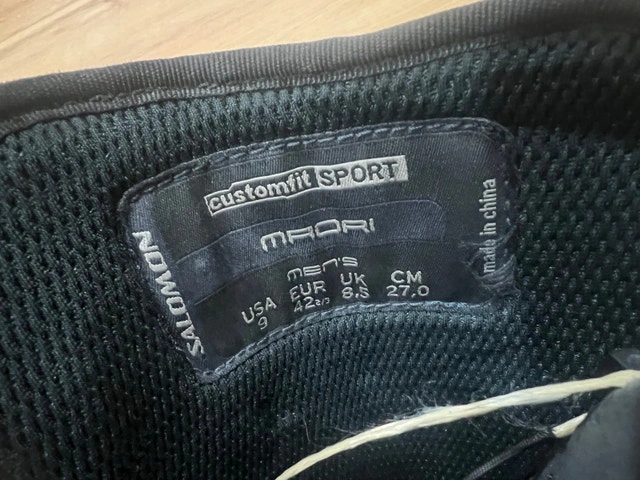 customfit SPORT
MAORI
men's
USA EUR UK CM
9 42 2/3 8.5 27.0
SALOMON
made in china